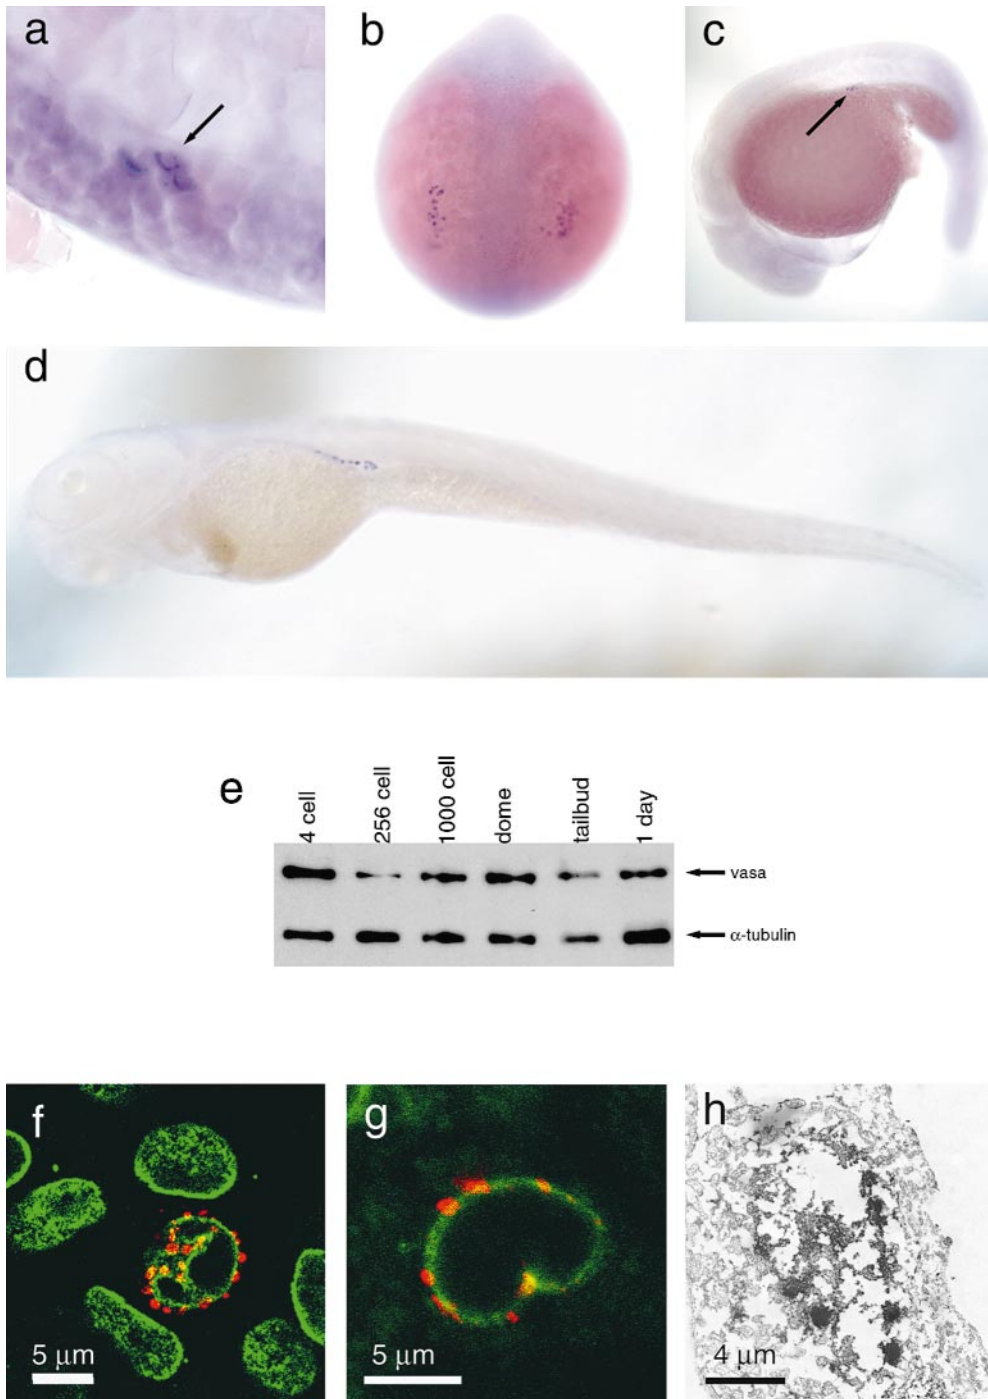 a
b
c
d
e
4 cell
256 cell
1000 cell
dome
tailbud
1 day
vasa
α-tubulin
f
5 μm
g
5 μm
h
4 μm